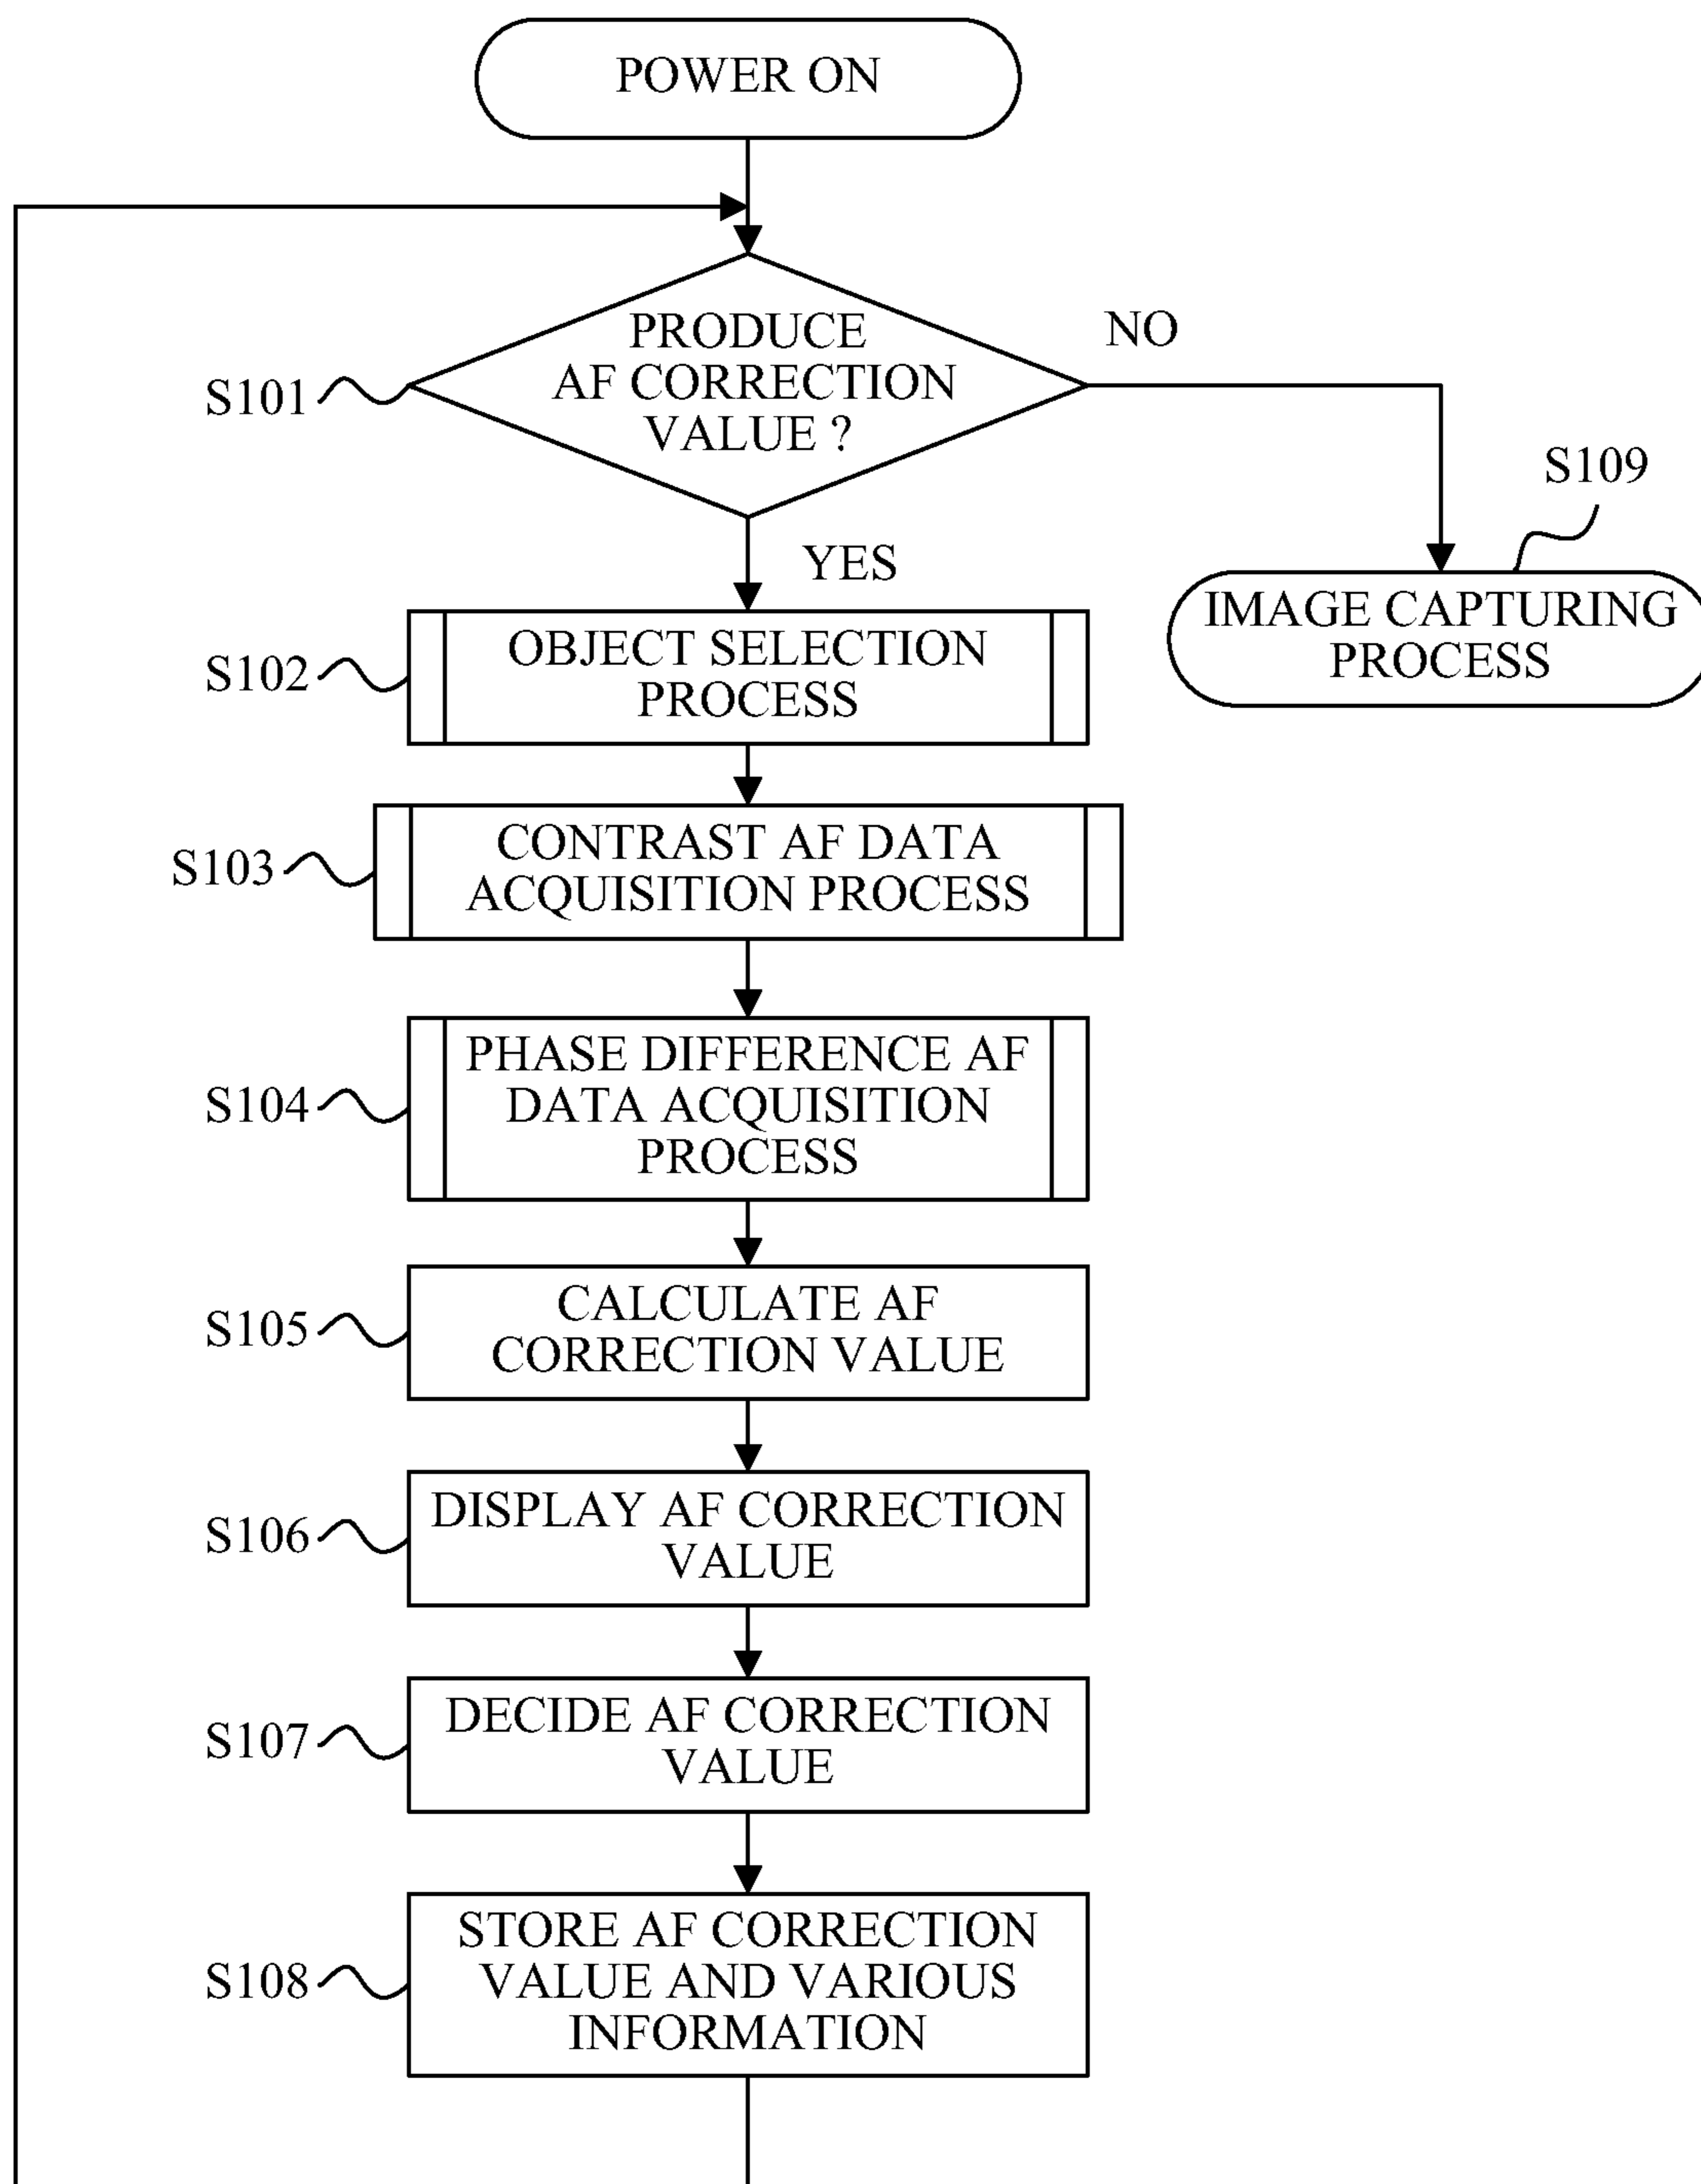 POWER ON
PRODUCE
AF CORRECTION
VALUE ?
NO
S101
S109
YES
IMAGE CAPTURING
PROCESS
OBJECT SELECTION
PROCESS
S102
CONTRAST AF DATA
ACQUISITION PROCESS
S103
PHASE DIFFERENCE AF
DATA ACQUISITION
PROCESS
S104
CALCULATE AF
CORRECTION VALUE
S105
DISPLAY AF CORRECTION
VALUE
S106
DECIDE AF CORRECTION
VALUE
S107
STORE AF CORRECTION
VALUE AND VARIOUS
INFORMATION
S108